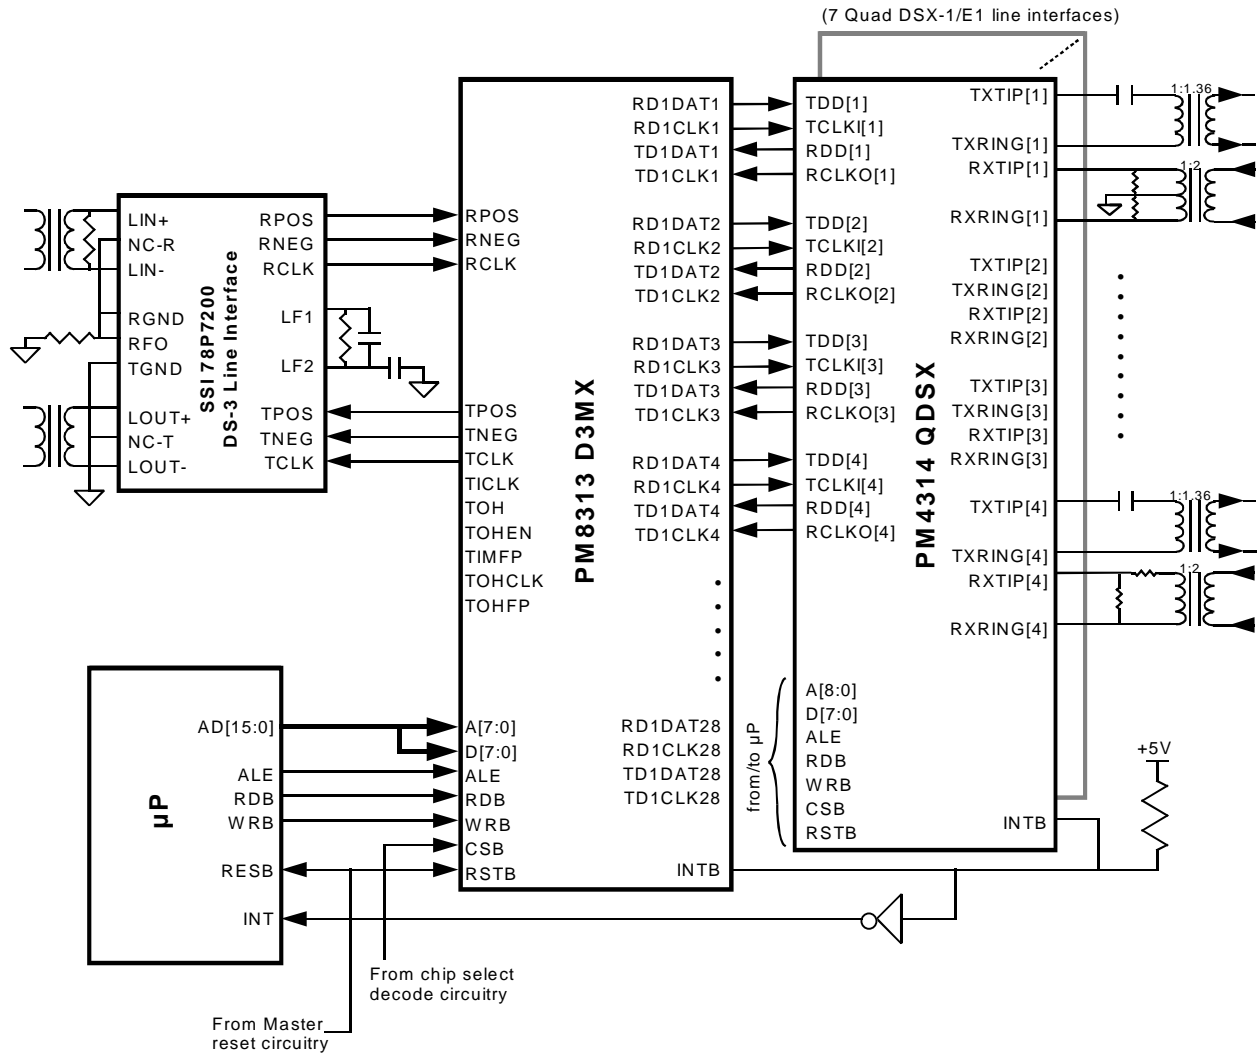 (7 Quad DSX-1/E1 line interfaces)
SSI 78P7200
DS-3 Line Interface
LIN+
NC-R
LIN-
RGND
RFO
TGND
LOUT+
NC-T
LOUT-
RPOS
RNEG
RCLK
LF1
LF2
TPOS
TNEG
TCLK
PM8313 D3MX
RPOS
RNEG
RCLK
TPOS
TNEG
TCLK
TICLK
TOH
TOHEN
TIMFP
TOHCLK
TOHFP
A[7:0]
D[7:0]
ALE
RDB
WRB
CSB
RSTB
RD1DAT1
RD1CLK1
TD1DAT1
TD1CLK1
RD1DAT2
RD1CLK2
TD1DAT2
TD1CLK2
RD1DAT3
RD1CLK3
TD1DAT3
TD1CLK3
RD1DAT4
RD1CLK4
TD1DAT4
TD1CLK4
RD1DAT28
RD1CLK28
TD1DAT28
TD1CLK28
INTB
PM4314 QDSX
TDD[1]
TCLKI[1]
RDD[1]
RCLKO[1]
TDD[2]
TCLKI[2]
RDD[2]
RCLKO[2]
TDD[3]
TCLKI[3]
RDD[3]
RCLKO[3]
TDD[4]
TCLKI[4]
RDD[4]
RCLKO[4]
from/to µP
A[8:0]
D[7:0]
ALE
RDB
WRB
CSB
RSTB
TXTIP[1]
TXRING[1]
RXTIP[1]
RXRING[1]
TXTIP[2]
TXRING[2]
RXTIP[2]
RXRING[2]
TXTIP[3]
TXRING[3]
RXTIP[3]
RXRING[3]
TXTIP[4]
TXRING[4]
RXTIP[4]
RXRING[4]
INTB
1:1.36
1:2
1:1.36
1:2
+5V
µP
AD[15:0]
ALE
RDB
WRB
RESB
INT
From chip select
decode circuitry
From Master
reset circuitry